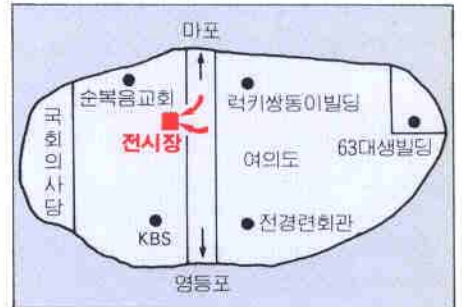 마포
순복음교회
럭키쌍동이빌딩
국회의사당
전시장
여의도
63대생빌딩
KBS
전경련회관
영등포